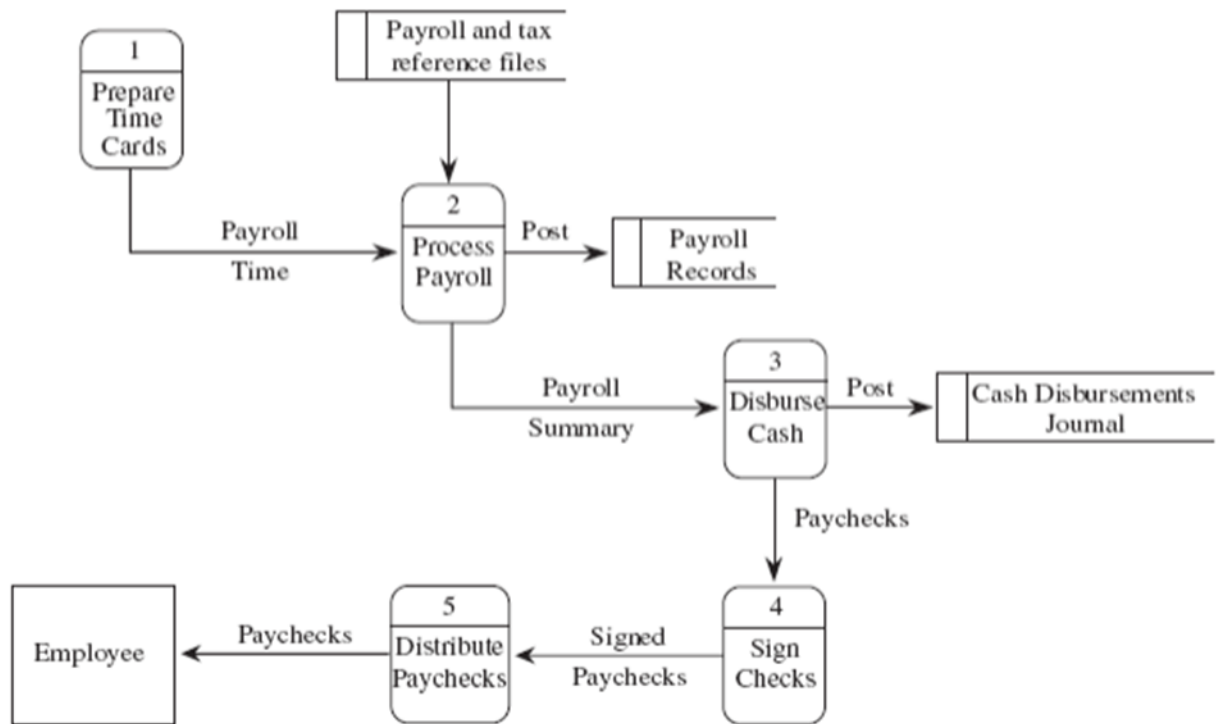 1
Prepare
Time
Cards
Payroll and tax
reference files
Payroll
Time
2
Process
Payroll
Post
Payroll
Records
Payroll
Summary
3
Disburse
Cash
Post
Cash Disbursements
Journal
Paychecks
4
Sign
Checks
Signed
Paychecks
5
Distribute
Paychecks
Paychecks
Employee